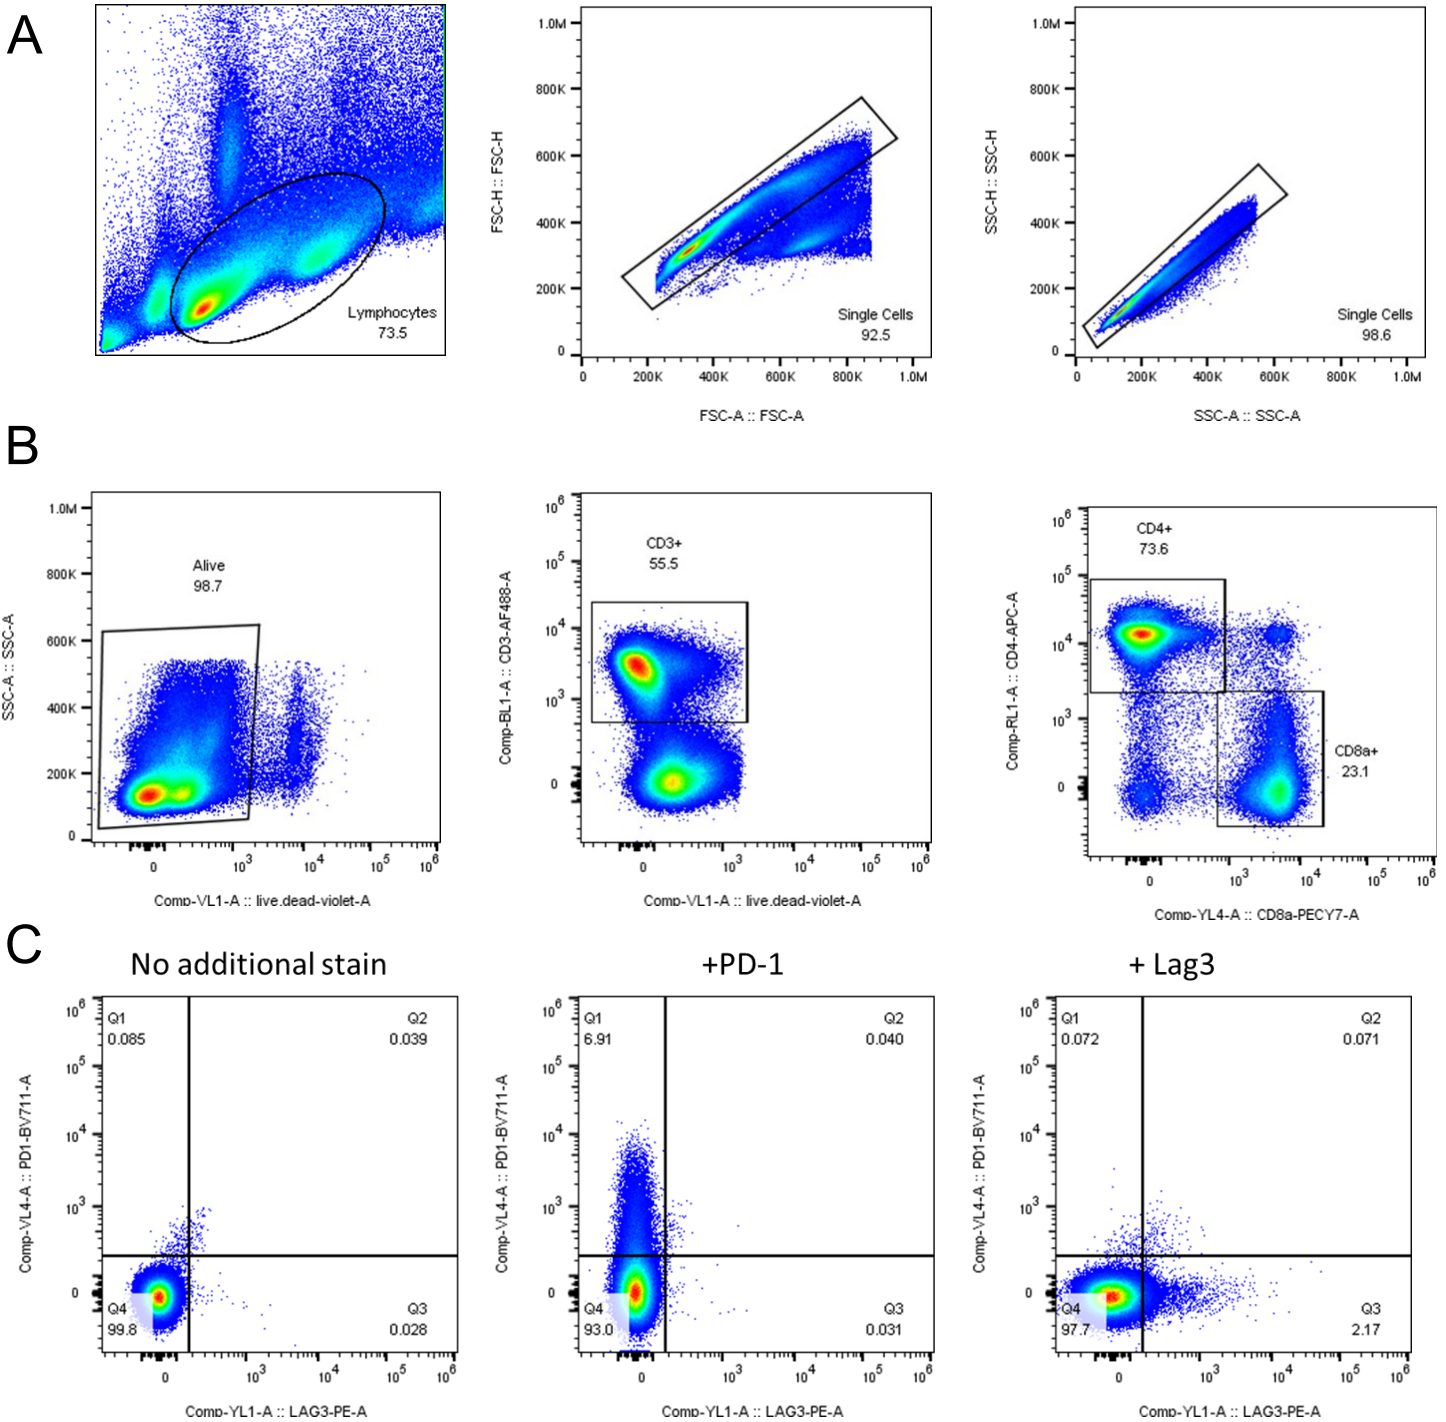 A
Lymphocytes
73.5
FSC-H :: FSC-H
1.0M
800K
600K
400K
200K
0
Single Cells
92.5
0 200K 400K 600K 800K 1.0M
FSC-A :: FSC-A
SSC-H :: SSC-H
1.0M
800K
600K
400K
200K
0
Single Cells
98.6
0 200K 400K 600K 800K 1.0M
SSC-A :: SSC-A
B
SSC-A :: SSC-A
1.0M
800K
600K
400K
200K
0
Alive
98.7
0 10^3 10^4 10^5 10^6
Comp-VL1-A :: live.dead-violet-A
Comp-BL1-A :: CD3-AF488-A
10^6
10^5
10^4
10^3
0
CD3+
55.5
0 10^3 10^4 10^5 10^6
Comp-VL1-A :: live.dead-violet-A
Comp-RL1-A :: CD4-APC-A
10^6
10^5
10^4
10^3
0
CD4+
73.6
CD8a+
23.1
0 10^3 10^4 10^5 10^6
Comp-YL4-A :: CD8a-PECY7-A
C
No additional stain
Comp-VL4-A :: PD1-BV711-A
10^6
10^5
10^4
10^3
0
Q1
0.085
Q2
0.039
Q4
99.8
Q3
0.028
0 10^3 10^4 10^5 10^6
Comp-YL1-A :: LAG3-PE-A
+PD-1
Comp-VL4-A :: PD1-BV711-A
10^6
10^5
10^4
10^3
0
Q1
6.91
Q2
0.040
Q4
93.0
Q3
0.031
0 10^3 10^4 10^5 10^6
Comp-YL1-A :: LAG3-PE-A
+ Lag3
Comp-VL4-A :: PD1-BV711-A
10^6
10^5
10^4
10^3
0
Q1
0.072
Q2
0.071
Q4
97.7
Q3
2.17
0 10^3 10^4 10^5 10^6
Comp-YL1-A :: LAG3-PE-A